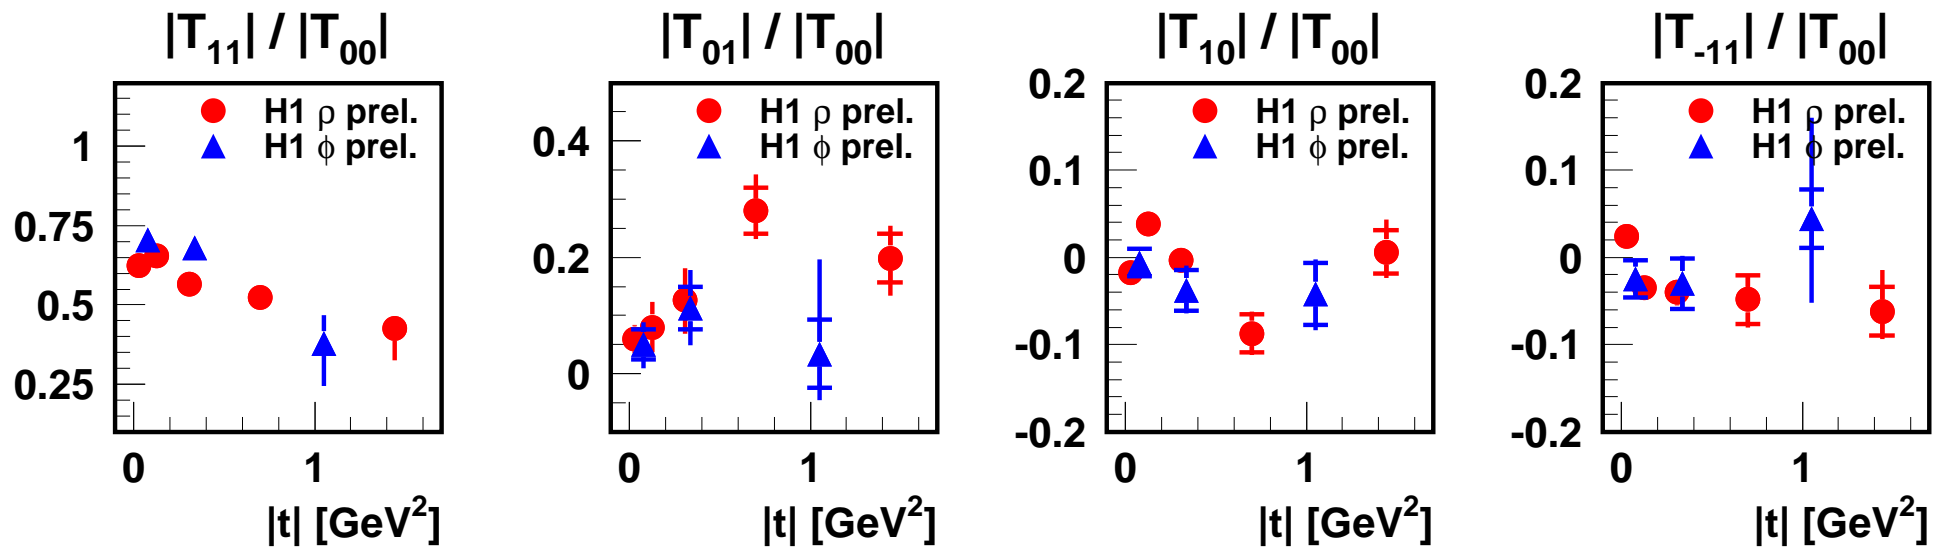 |T11| / |T00|
H1 ρ prel.
H1 ϕ prel.
1
0.75
0.5
0.25
0 1
|t| [GeV2]
|T01| / |T00|
H1 ρ prel.
H1 ϕ prel.
0.4
0.2
0
0 1
|t| [GeV2]
|T10| / |T00|
H1 ρ prel.
H1 ϕ prel.
0.2
0.1
0
-0.1
-0.2
0 1
|t| [GeV2]
|T-11| / |T00|
H1 ρ prel.
H1 ϕ prel.
0.2
0.1
0
-0.1
-0.2
0 1
|t| [GeV2]